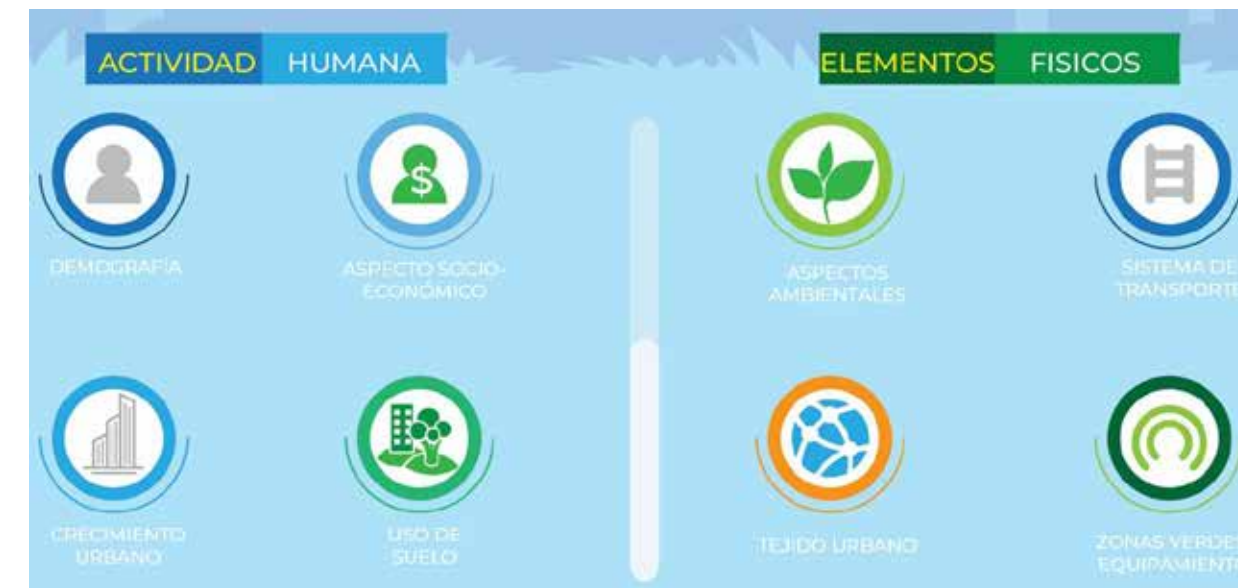 ACTIVIDAD HUMANA
DEMOGRAFÍA
ASPECTO SOCIO-
ECONÓMICO
CRECIMIENTO
URBANO
USO DE
SUELO
ELEMENTOS FISICOS
ASPECTOS
AMBIENTALES
SISTEMA DE
TRANSPORTE
TEJIDO URBANO
ZONAS VERDES
EQUIPAMIENTO